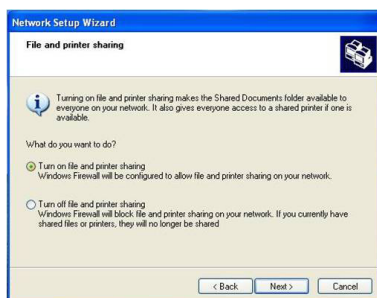 Network Setup Wizard
File and printer sharing
Turning on file and printer sharing makes the Shared Documents folder available to
everyone on your network. It also gives everyone access to a shared printer if one is
available.
What do you want to do?
Turn on file and printer sharing
Windows Firewall will be configured to allow file and printer sharing on your network.
Turn off file and printer sharing
Windows Firewall will block file and printer sharing on your network. If you currently have
shared files or printers, they will no longer be shared
< Back
Next >
Cancel